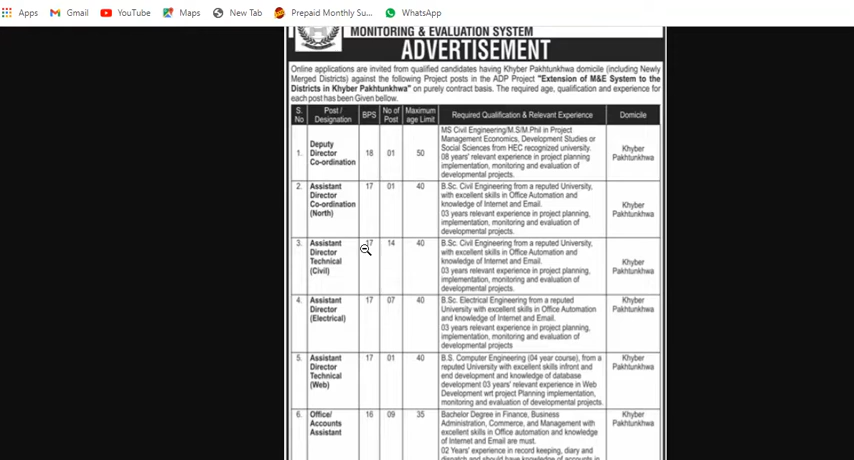 Apps Gmail YouTube Maps New Tab Prepaid Monthly Su... WhatsApp
MONITORING & EVALUATION SYSTEM
ADVERTISEMENT
Online applications are invited from qualified candidates having Khyber Pakhtunkhwa domicile (including Newly
Merged Districts) against the following Project posts in the ADP Project "Extension of M&E System to the
Districts in Khyber Pakhtunkhwa" on purely contract basis. The required age, qualification and experience for
each post has been Given bellow.
S. No Post / Designation BPS No of Post Maximum age Limit Required Qualification & Relevant Experience Domicile
1. Deputy Director Co-ordination 18 01 50 Khyber Pakhtunkhwa
MS Civil Engineering/M.S/M.Phil in Project
Management Economics, Development Studies or
Social Sciences from HEC recognized university.
08 years' relevant experience in project planning
implementation, monitoring and evaluation of
developmental projects.
2. Assistant Director Co-ordination (North) 17 01 40 Khyber Pakhtunkhwa
B.Sc. Civil Engineering from a reputed University,
with excellent skills in Office Automation and
knowledge of Internet and Email.
03 years relevant experience in project planning,
implementation, monitoring and evaluation of
developmental projects.
3. Assistant Director Technical (Civil) 17 14 40 Khyber Pakhtunkhwa
B.Sc. Civil Engineering from a reputed University,
with excellent skills in Office Automation and
knowledge of Internet and Email.
03 years relevant experience in project planning,
implementation, monitoring and evaluation of
developmental projects.
4. Assistant Director (Electrical) 17 07 40 Khyber Pakhtunkhwa
B.Sc. Electrical Engineering from a reputed
University with excellent skills in Office Automation
and knowledge of Internet and Email.
03 years relevant experience in project planning,
implementation, monitoring and evaluation of
developmental projects
5. Assistant Director Technical (Web) 17 01 40 Khyber Pakhtunkhwa
B.S. Computer Engineering (04 year course), from a
reputed University with excellent skills infront and
end development and knowledge of database
development 03 years' relevant experience in Web
Development wrt project Planning implementation,
monitoring and evaluation of developmental projects.
6. Office/ Accounts Assistant 16 09 35 Khyber Pakhtunkhwa
Bachelor Degree in Finance, Business
Administration, Commerce, and Management with
excellent skills in Office automation and knowledge
of Internet and Email are must.
02 Years' experience in record keeping, diary and
dispatch and should have knowledge of accounts in